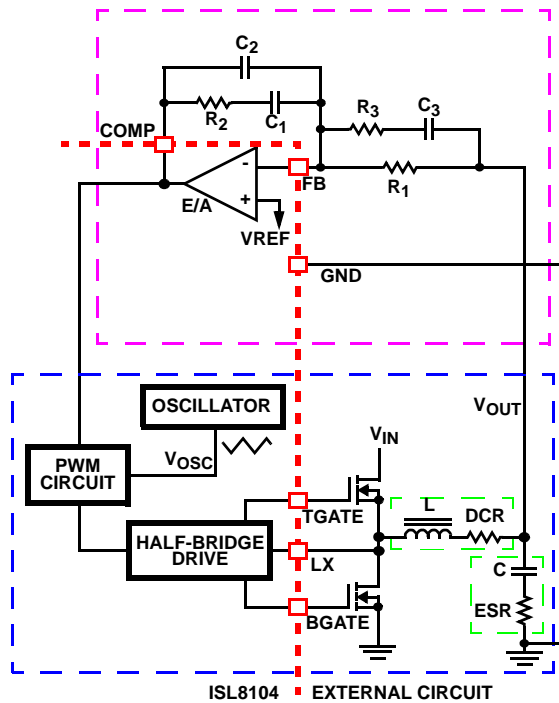 C2
R2
C1
COMP
R3
C3
-
FB
R1
E/A
+
VREF
GND
OSCILLATOR
VOUT
VOSC
VIN
PWM
CIRCUIT
TGATE
L
DCR
HALF-BRIDGE
DRIVE
LX
C
ESR
BGATE
ISL8104
EXTERNAL CIRCUIT